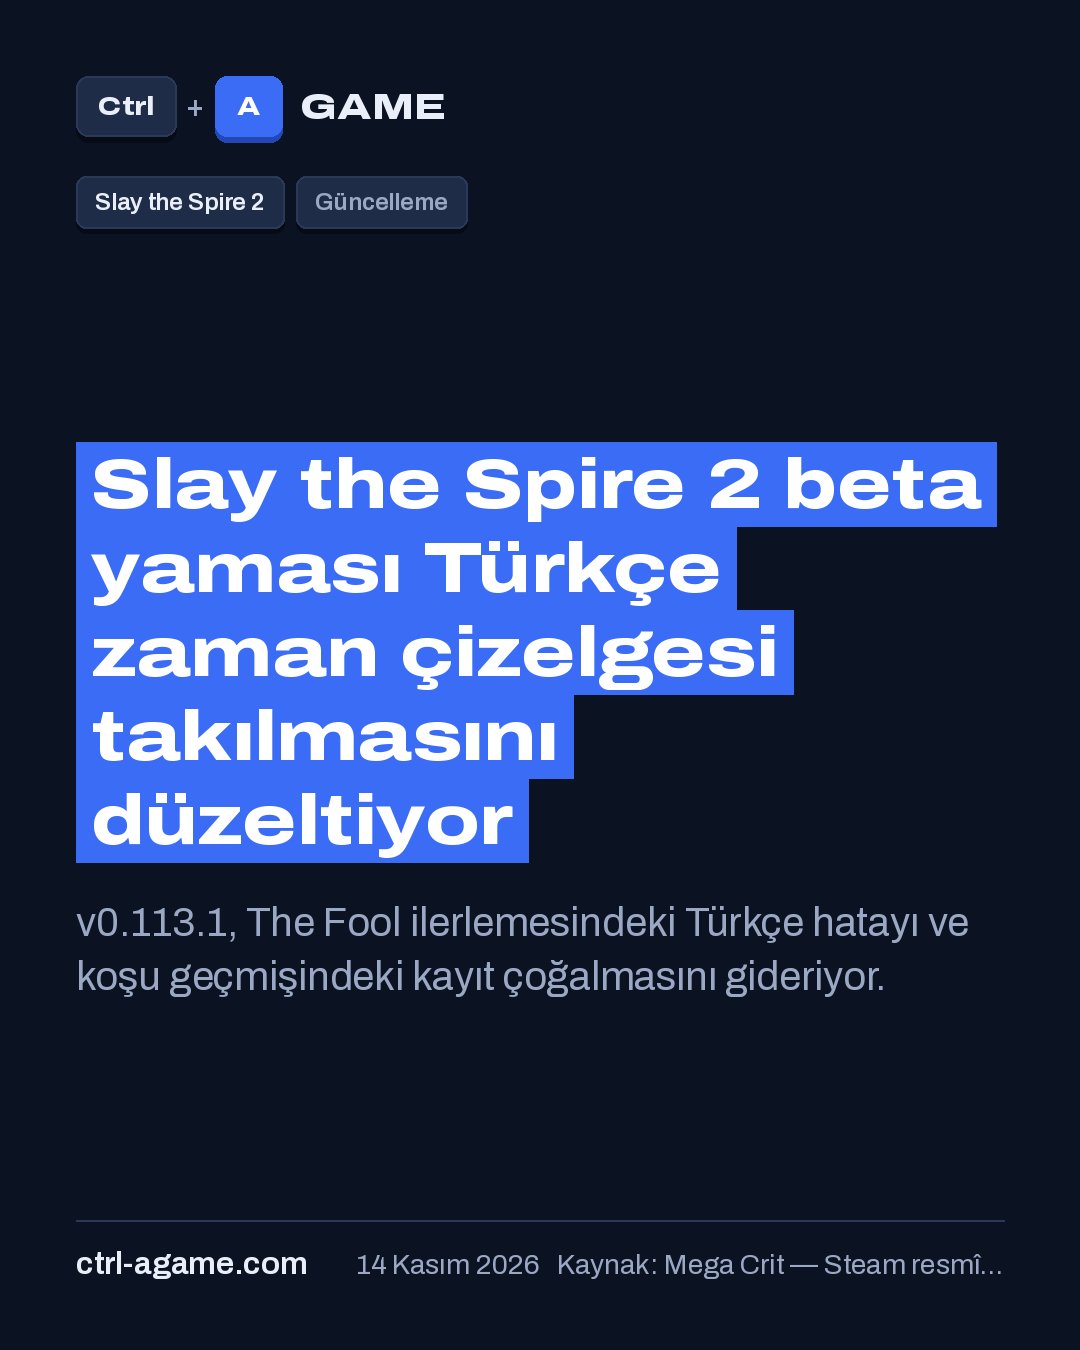 Ctrl + A GAME
Slay the Spire 2 Güncelleme
Slay the Spire 2 beta
yaması Türkçe
zaman çizelgesi
takılmasını
düzeltiyor
v0.113.1, The Fool ilerlemesindeki Türkçe hatayı ve
koşu geçmişindeki kayıt çoğalmasını gideriyor.
ctrl-agame.com 14 Kasım 2026 Kaynak: Mega Crit — Steam resmî...